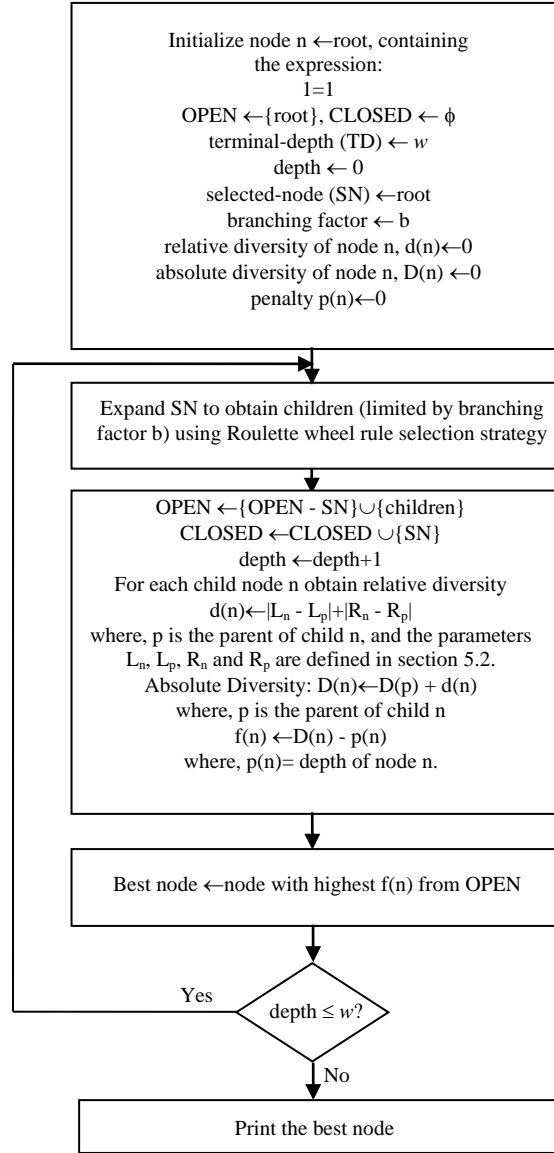 Initialize node n ←root, containing
the expression:
1=1
OPEN ←{root}, CLOSED ← ϕ
terminal-depth (TD) ← w
depth ← 0
selected-node (SN) ←root
branching factor ← b
relative diversity of node n, d(n)←0
absolute diversity of node n, D(n) ←0
penalty p(n)←0
Expand SN to obtain children (limited by branching
factor b) using Roulette wheel rule selection strategy
OPEN ←{OPEN - SN}∪{children}
CLOSED ←CLOSED ∪{SN}
depth ←depth+1
For each child node n obtain relative diversity
d(n)←|Lₙ - Lₚ|+|Rₙ - Rₚ|
where, p is the parent of child n, and the parameters
Lₙ, Lₚ, Rₙ and Rₚ are defined in section 5.2.
Absolute Diversity: D(n)←D(p) + d(n)
where, p is the parent of child n
f(n) ←D(n) - p(n)
where, p(n)= depth of node n.
Best node ←node with highest f(n) from OPEN
Yes
depth ≤ w?
No
Print the best node